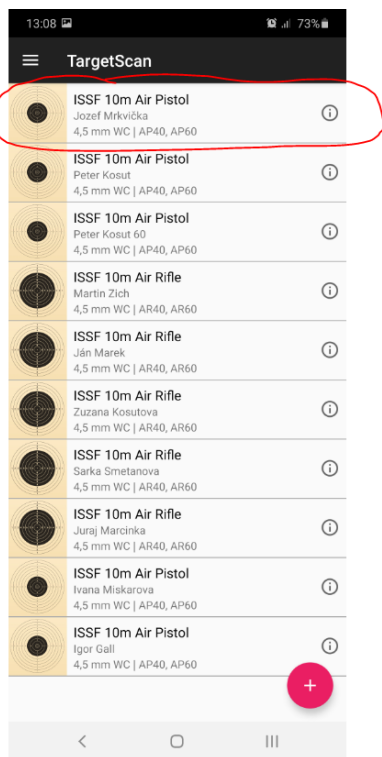 13:08 73%
TargetScan
ISSF 10m Air Pistol
Jozef Mrkvička
4,5 mm WC | AP40, AP60
ISSF 10m Air Pistol
Peter Kosut
4,5 mm WC | AP40, AP60
ISSF 10m Air Pistol
Peter Kosut 60
4,5 mm WC | AP40, AP60
ISSF 10m Air Rifle
Martin Zich
4,5 mm WC | AR40, AR60
ISSF 10m Air Rifle
Ján Marek
4,5 mm WC | AR40, AR60
ISSF 10m Air Rifle
Zuzana Kosutova
4,5 mm WC | AR40, AR60
ISSF 10m Air Rifle
Sarka Smetanova
4,5 mm WC | AR40, AR60
ISSF 10m Air Rifle
Juraj Marcinka
4,5 mm WC | AR40, AR60
ISSF 10m Air Pistol
Ivana Miskarova
4,5 mm WC | AP40, AP60
ISSF 10m Air Pistol
Igor Gall
4,5 mm WC | AP40, AP60